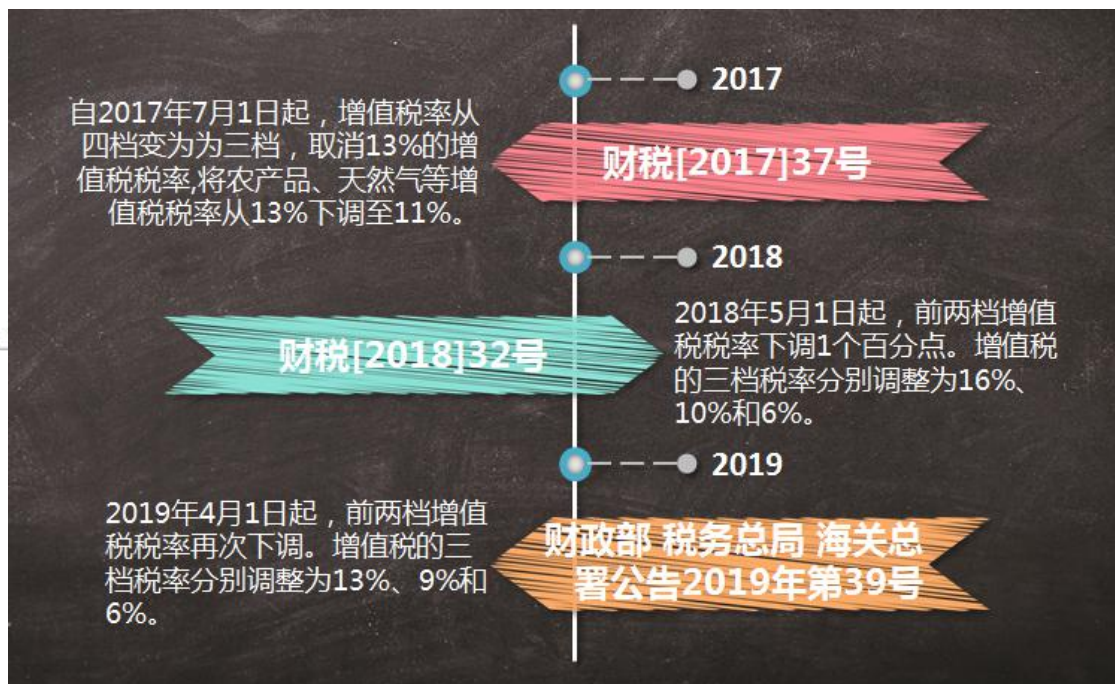 2017
自2017年7月1日起，增值税率从
四档变为为三档，取消13%的增
值税税率,将农产品、天然气等增
值税税率从13%下调至11%。
财税[2017]37号
2018
财税[2018]32号
2018年5月1日起，前两档增值
税税率下调1个百分点。增值税
的三档税率分别调整为16%、
10%和6%。
2019
2019年4月1日起，前两档增值
税税率再次下调。增值税的三
档税率分别调整为13%、9%和
6%。
财政部 税务总局 海关总
署公告2019年第39号